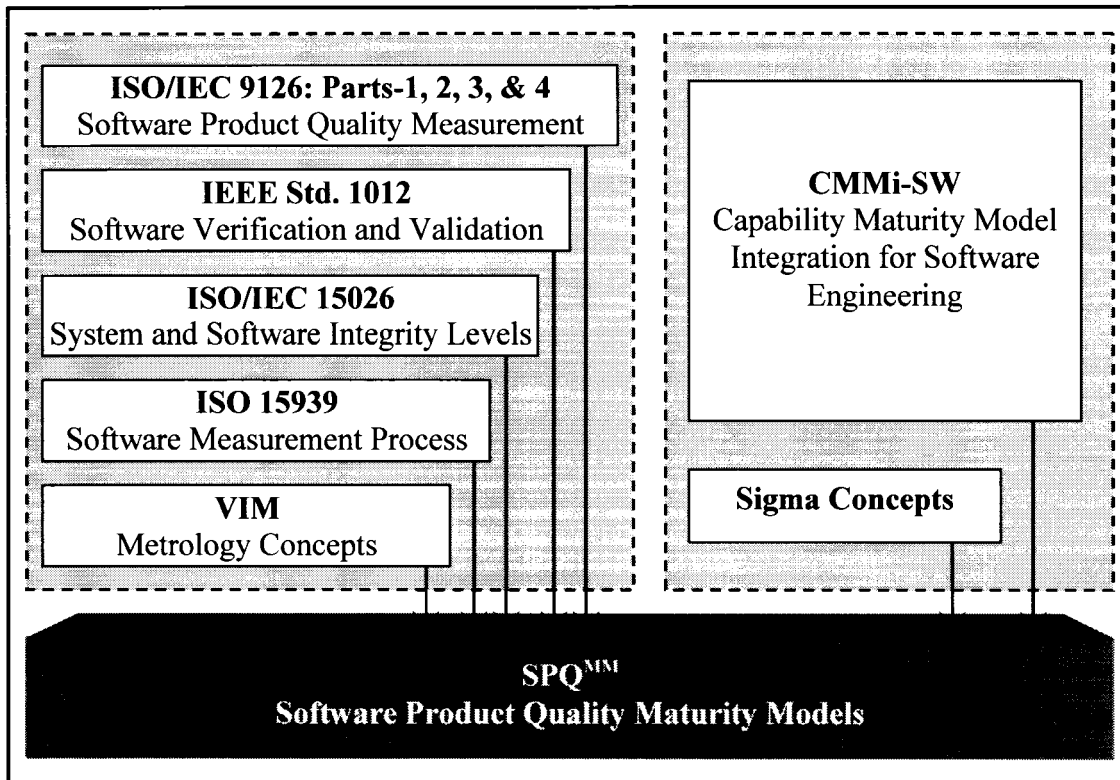 ISO/IEC 9126: Parts-1, 2, 3, & 4
Software Product Quality Measurement
IEEE Std. 1012
Software Verification and Validation
ISO/IEC 15026
System and Software Integrity Levels
ISO 15939
Software Measurement Process
VIM
Metrology Concepts
CMMi-SW
Capability Maturity Model
Integration for Software
Engineering
Sigma Concepts
SPQᴹᴹ
Software Product Quality Maturity Models